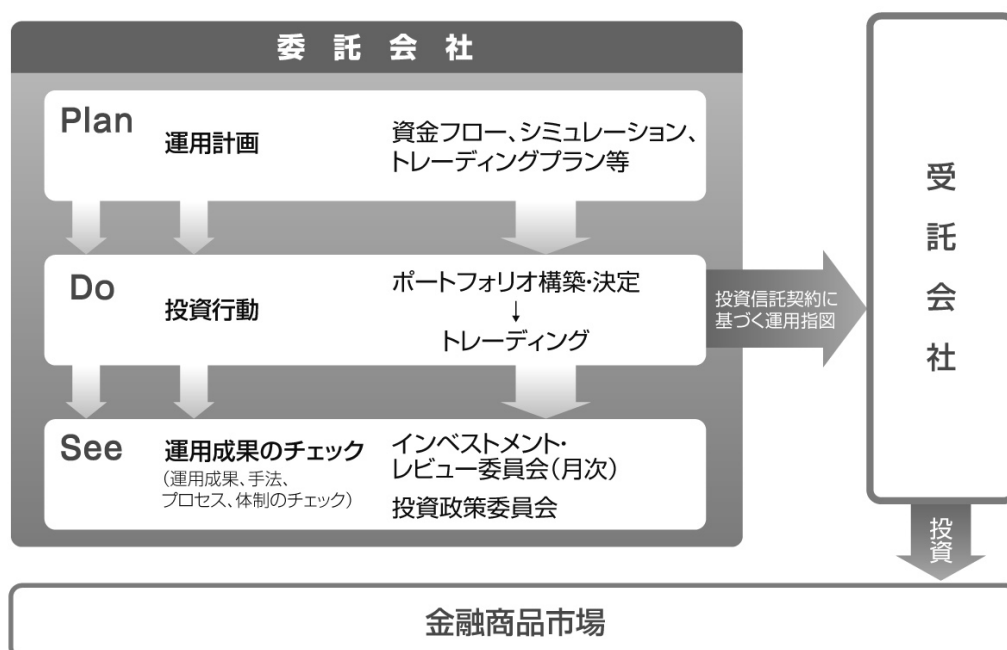 委託会社
Plan
運用計画
資金フロー、シミュレーション、
トレーディングプラン等
Do
投資行動
ポートフォリオ構築・決定
↓
トレーディング
See
運用成果のチェック
(運用成果、手法、
プロセス、体制のチェック)
インベストメント・
レビュー委員会(月次)
投資政策委員会
投資信託契約に
基づく運用指図
受託会社
投資
金融商品市場